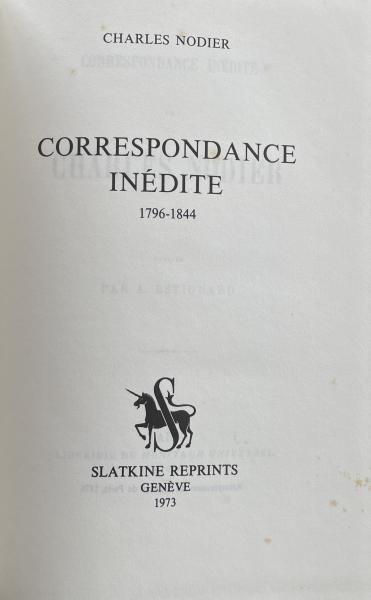 CHARLES NODIER
CORRESPONDANCE
INÉDITE
1796-1844
SLATKINE REPRINTS
GENÈVE
1973